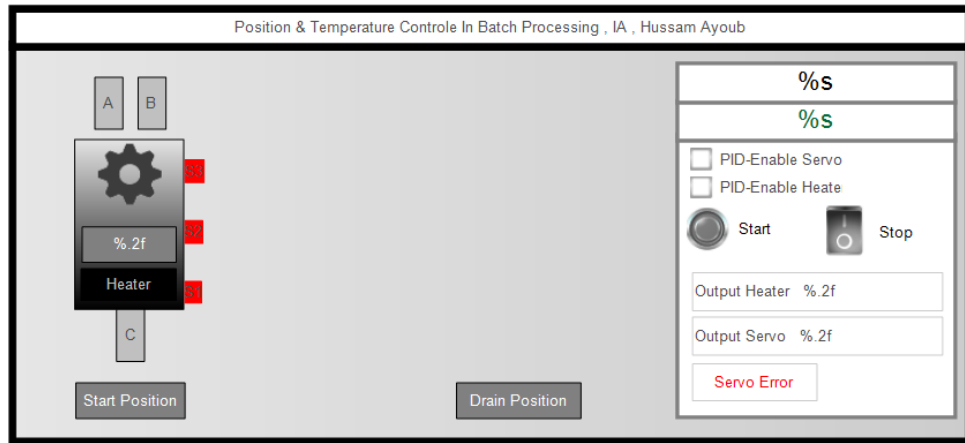 Position & Temperature Controle In Batch Processing , IA , Hussam Ayoub
A B
S3
%.2f
S2
Heater
S1
C
Start Position
Drain Position
%s
%s
PID-Enable Servo
PID-Enable Heate
Start
Stop
Output Heater %.2f
Output Servo %.2f
Servo Error